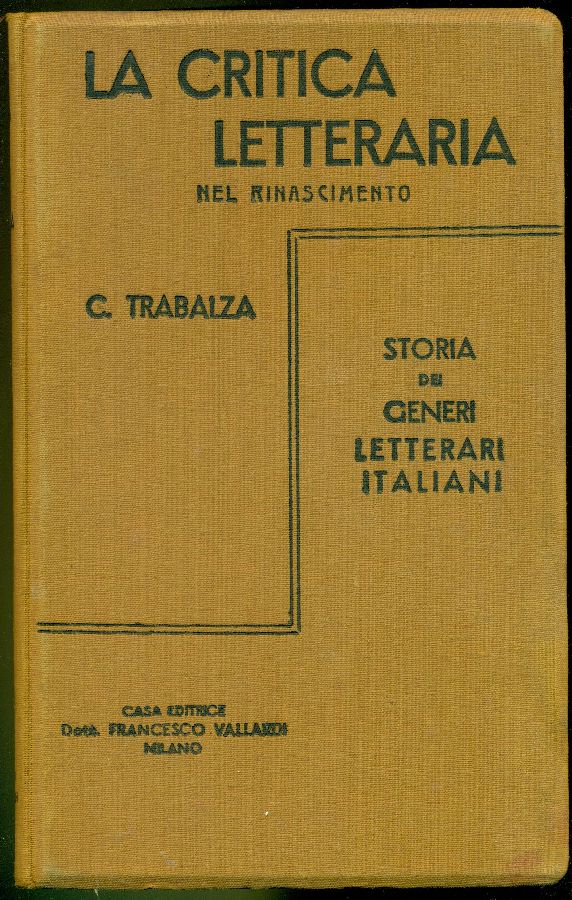 LA CRITICA
LETTERARIA
NEL RINASCIMENTO
C. TRABALZA
STORIA
DEI
GENERI
LETTERARI
ITALIANI
CASA EDITRICE
Dott. FRANCESCO VALLARDI
MILANO